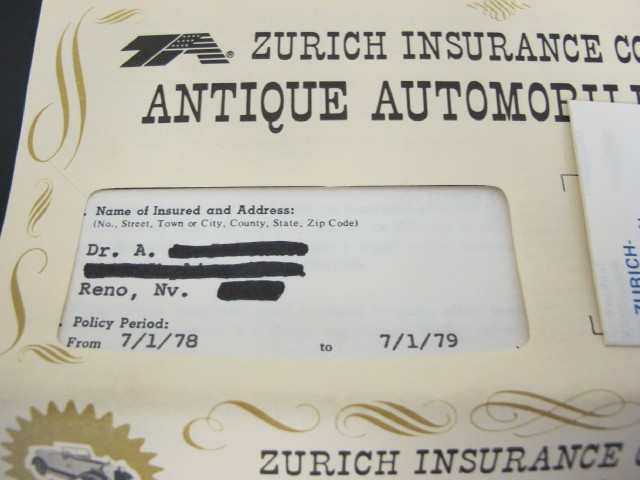 ZURICH INSURANCE CO
ANTIQUE AUTOMOBIL
Name of Insured and Address:
(No., Street, Town or City, County, State, Zip Code)
Dr. A.
Reno, Nv.
Policy Period:
From 7/1/78 to 7/1/79
ZURICH-
ZURICH INSURANCE